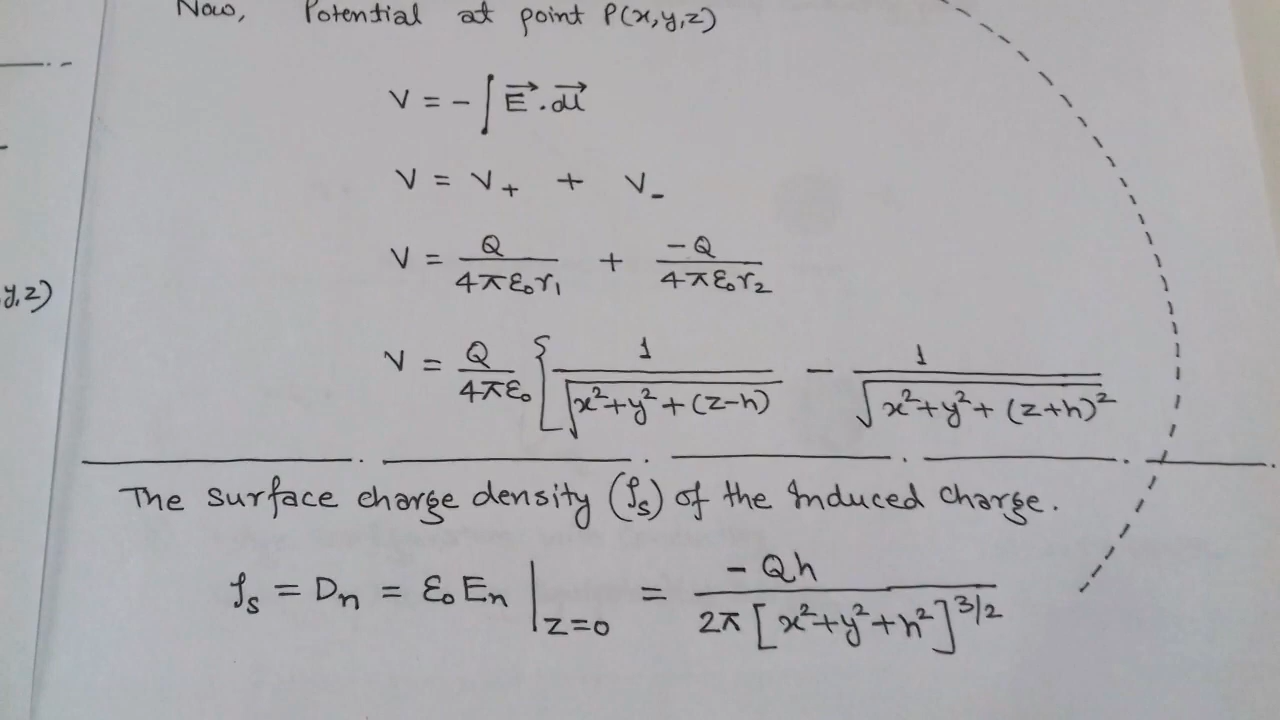 Now, Potential at point P(x,y,z)
V = - ∫ E⃗ . dl⃗
V = V₊ + V₋
y,z)
V = Q / 4πε₀r₁ + -Q / 4πε₀r₂
V = Q / 4πε₀ { 1 / √x²+y²+(z-h) - 1 / √x²+y²+(z+h)²
The surface charge density (ρs) of the Induced charge.
ρs = Dn = ε₀En |z=0 = -Qh / 2π [x²+y²+h²]^3/2